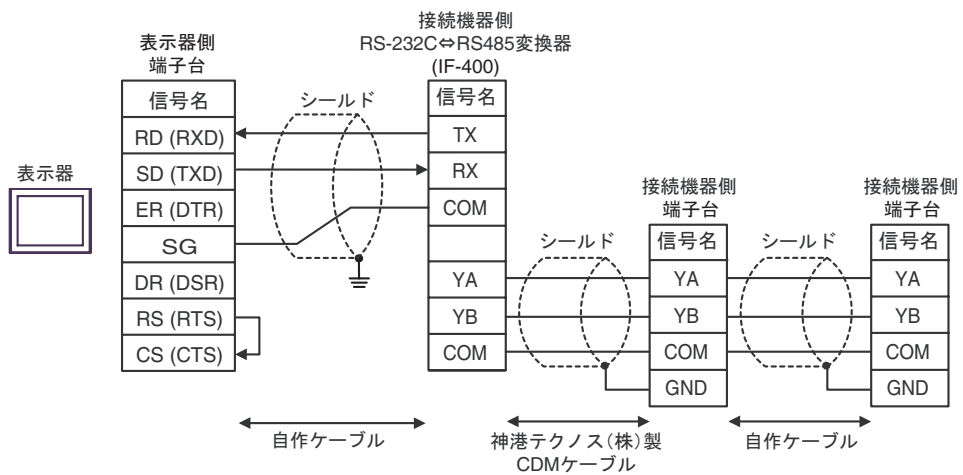 接続機器側
RS-232C⇔RS485変換器
(IF-400)
表示器側
端子台
信号名
RD (RXD)
SD (TXD)
ER (DTR)
SG
DR (DSR)
RS (RTS)
CS (CTS)
表示器
シールド
信号名
TX
RX
COM
YA
YB
COM
シールド
接続機器側
端子台
信号名
YA
YB
COM
GND
シールド
接続機器側
端子台
信号名
YA
YB
COM
GND
自作ケーブル
神港テクノス(株)製
CDMケーブル
自作ケーブル